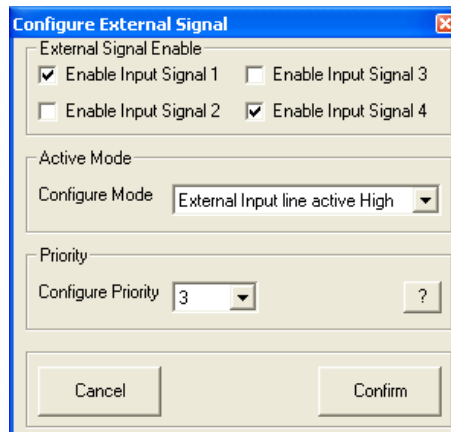 Configure External Signal
External Signal Enable
Enable Input Signal 1 Enable Input Signal 3
Enable Input Signal 2 Enable Input Signal 4
Active Mode
Configure Mode External Input line active High
Priority
Configure Priority 3 ?
Cancel Confirm